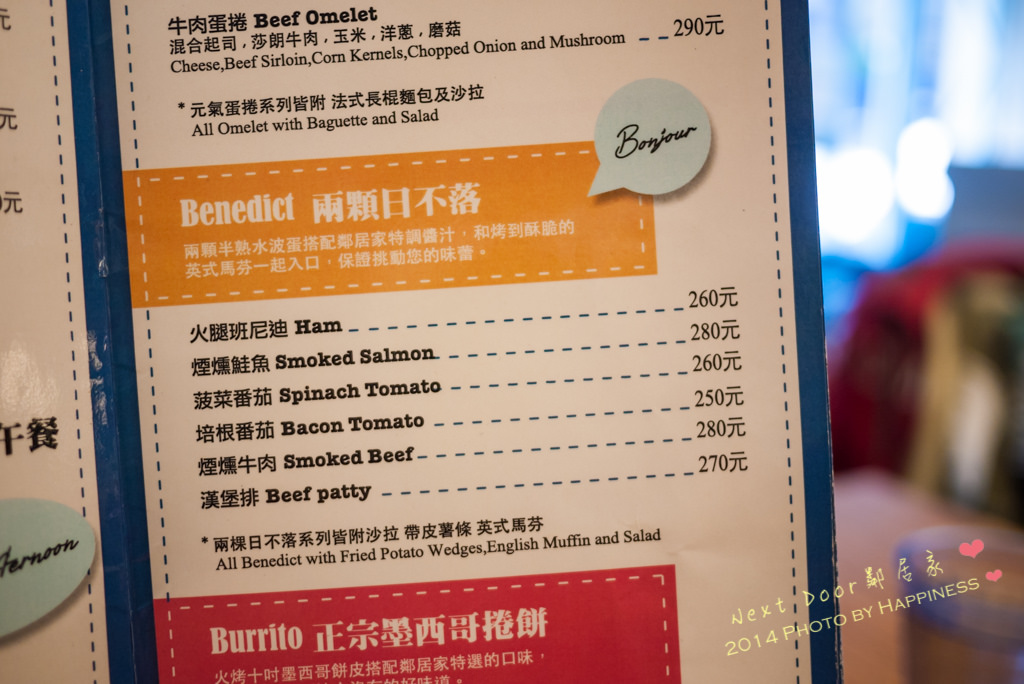 牛肉蛋捲 Beef Omelet
混合起司，莎朗牛肉，玉米，洋蔥，磨菇
Cheese,Beef Sirloin,Corn Kernels,Chopped Onion and Mushroom 290元
* 元氣蛋捲系列皆附 法式長棍麵包及沙拉
All Omelet with Baguette and Salad
Bonjour
Benedict 兩顆日不落
兩顆半熟水波蛋搭配鄰居家特調醬汁，和烤到酥脆的
英式馬芬一起入口，保證挑動您的味蕾。
火腿班尼迪 Ham 260元
煙燻鮭魚 Smoked Salmon 280元
菠菜番茄 Spinach Tomato 260元
培根番茄 Bacon Tomato 250元
煙燻牛肉 Smoked Beef 280元
漢堡排 Beef patty 270元
* 兩棵日不落系列皆附沙拉 帶皮薯條 英式馬芬
All Benedict with Fried Potato Wedges,English Muffin and Salad
Burrito 正宗墨西哥捲餅
火烤十吋墨西哥餅皮搭配鄰居家特選的口味，
元
元
元
午餐
ternoon
Next Door鄰居家
2014 Photo by Happiness